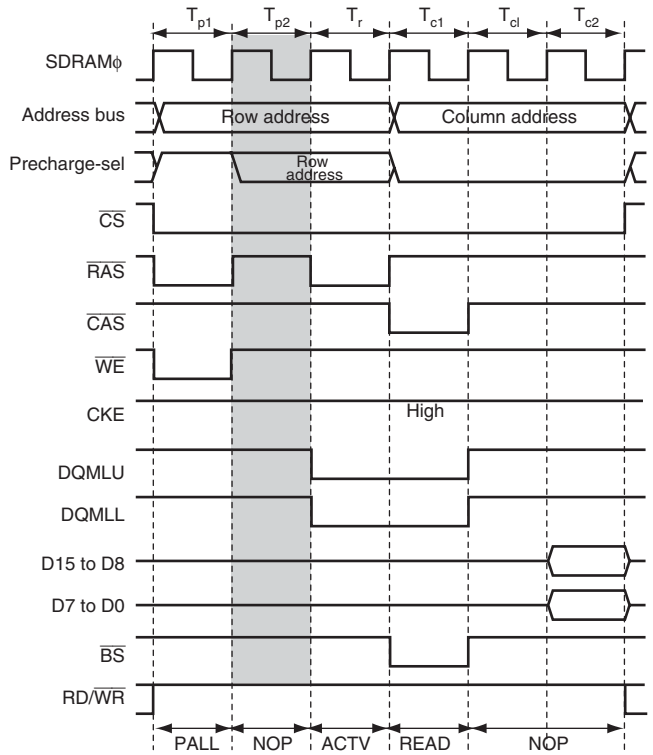 Tp1 Tp2 Tr Tc1 Tcl Tc2
SDRAMϕ
Address bus Row address Column address
Precharge-sel Row address
CS
RAS
CAS
WE
CKE High
DQMLU
DQMLL
D15 to D8
D7 to D0
BS
RD/WR
PALL NOP ACTV READ NOP